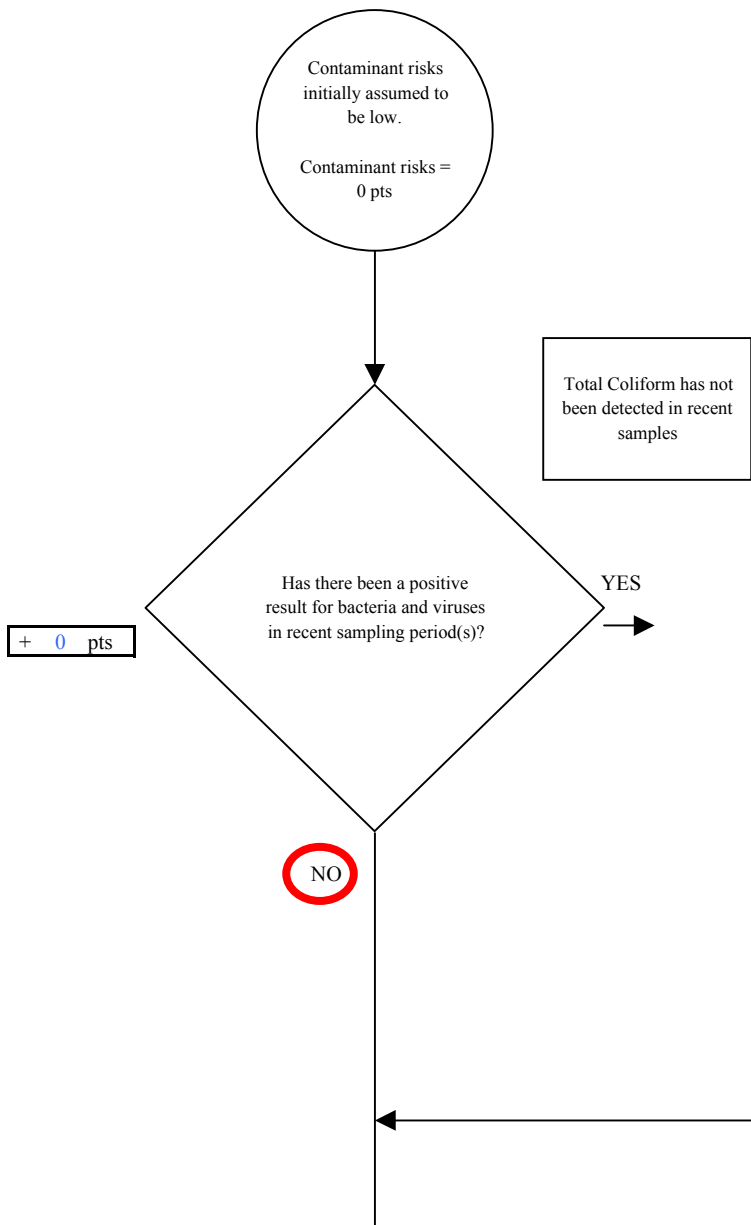 Contaminant risks
initially assumed to
be low.
Contaminant risks =
0 pts
Total Coliform has not
been detected in recent
samples
Has there been a positive
result for bacteria and viruses
in recent sampling period(s)?
YES
+ 0 pts
NO